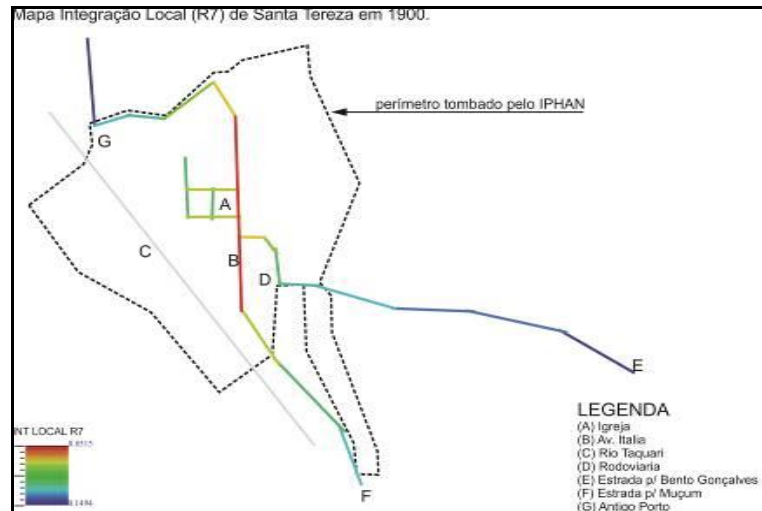 Mapa Integração Local (R7) de Santa Tereza em 1900.
perímetro tombado pelo IPHAN
G
A
C
B
D
E
F
INT LOCAL R7
LEGENDA
(A) Igreja
(B) Av. Italia
(C) Rio Taquari
(D) Rodoviaria
(E) Estrada p/ Bento Gonçalves
(F) Estrada p/ Muçum
(G) Antigo Porto